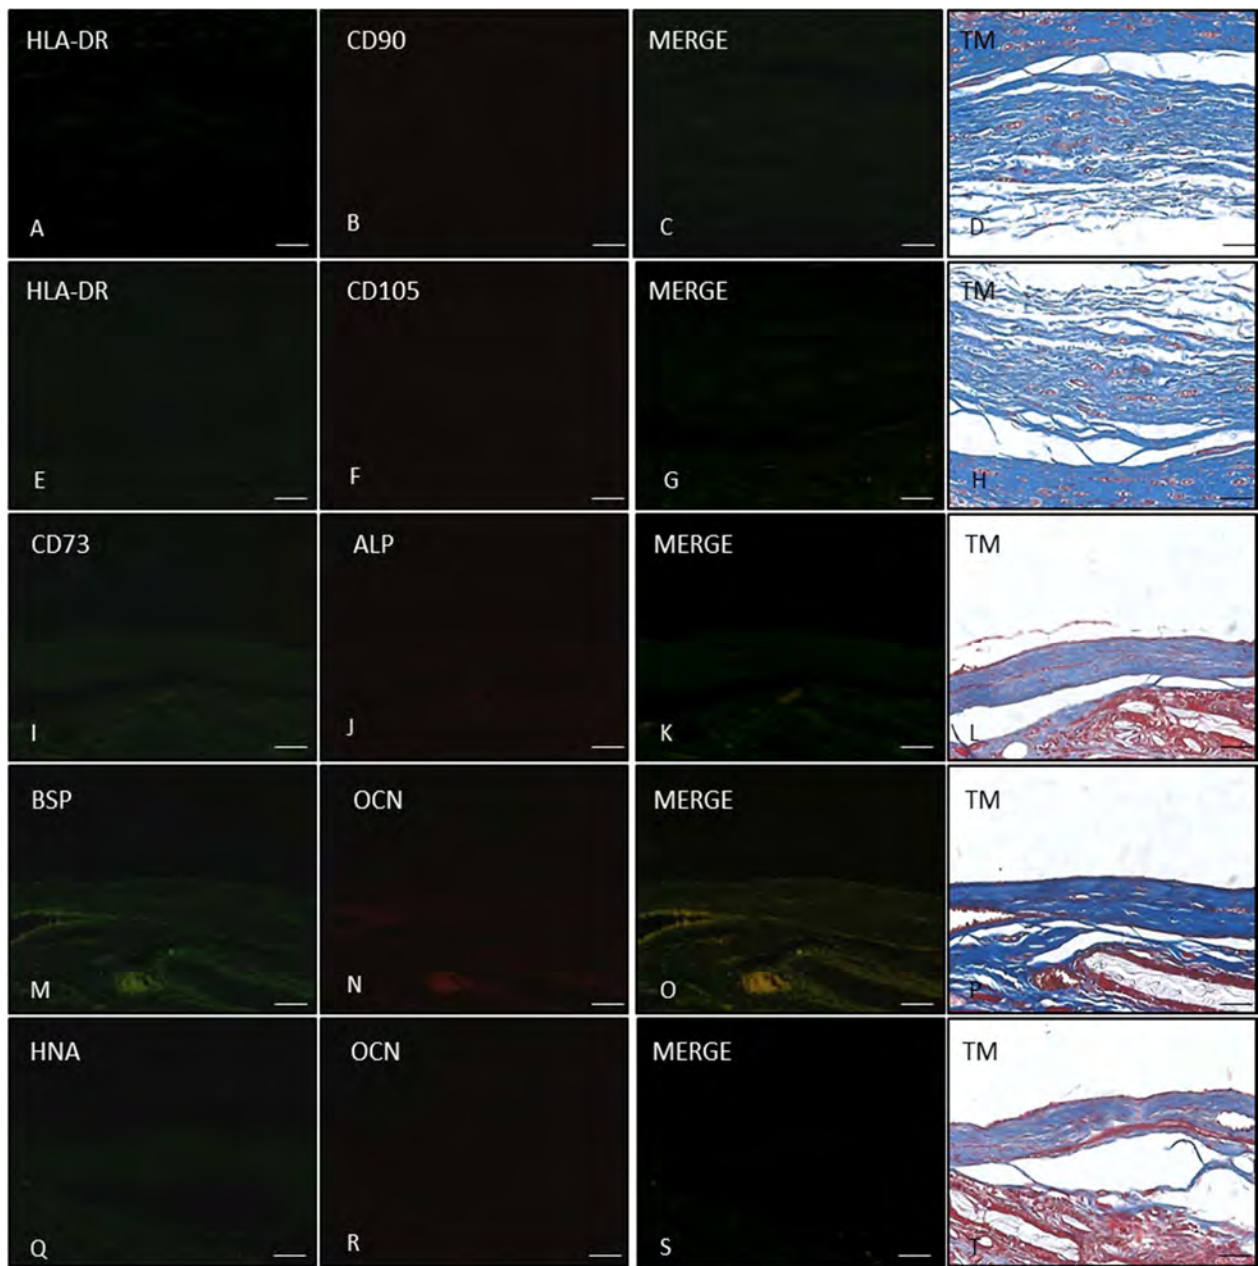 HLA-DR CD90 MERGE TM
A B C D
HLA-DR CD105 MERGE TM
E F G H
CD73 ALP MERGE TM
I J K L
BSP OCN MERGE TM
M N O P
HNA OCN MERGE TM
Q R S T